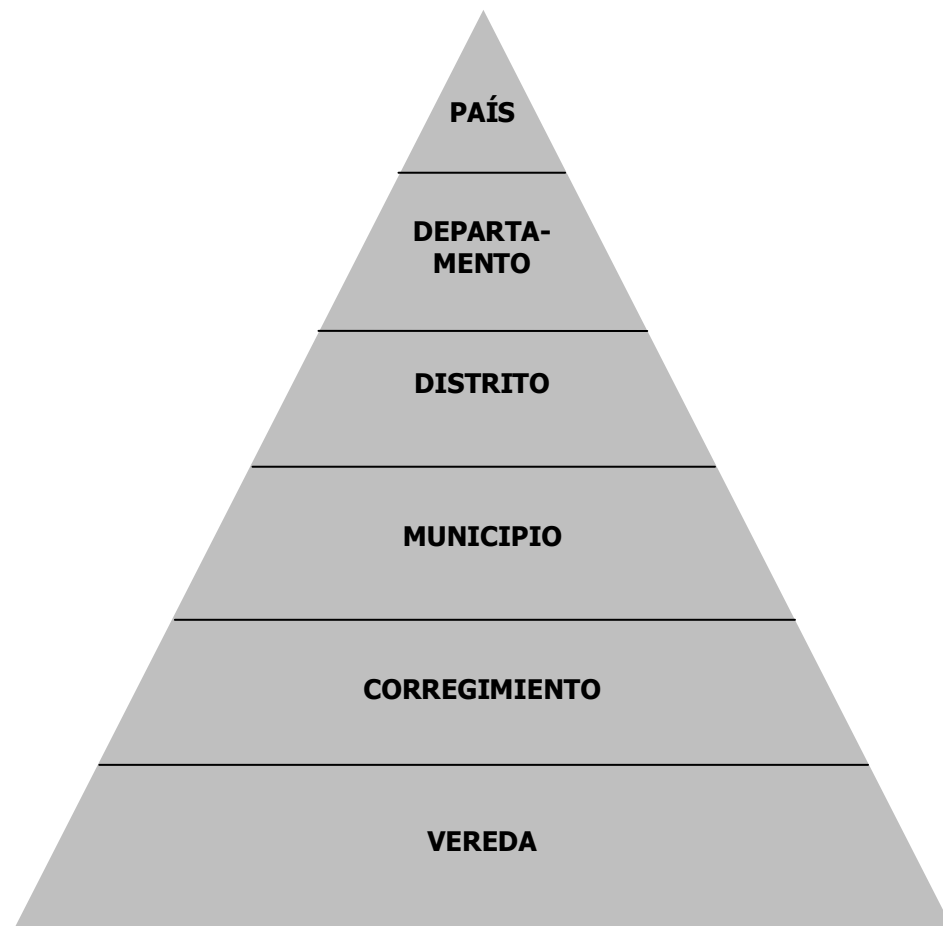 PAÍS
DEPARTA-
MENTO
DISTRITO
MUNICIPIO
CORREGIMIENTO
VEREDA